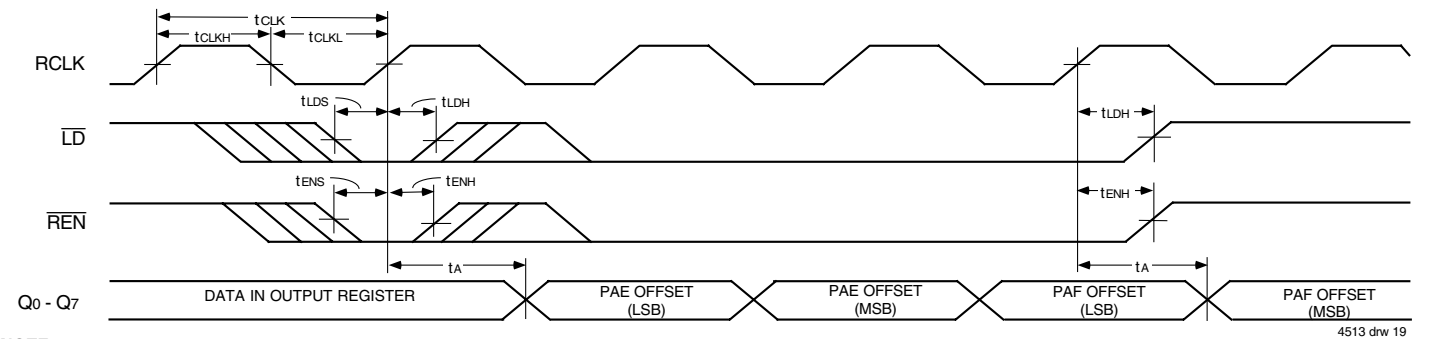 tCLK
tCLKH
tCLKL
RCLK
tLDS
tLDH
tLDH
LD
tENS
tENH
tENH
REN
tA
tA
Q0 - Q7
DATA IN OUTPUT REGISTER
PAE OFFSET
(LSB)
PAE OFFSET
(MSB)
PAF OFFSET
(LSB)
PAF OFFSET
(MSB)
4513 drw 19